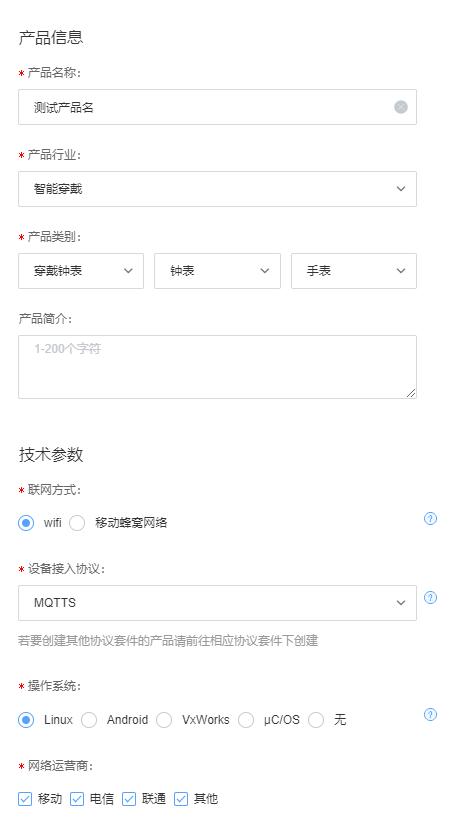 产品信息
* 产品名称:
测试产品名
* 产品行业:
智能穿戴
* 产品类别:
穿戴钟表 钟表 手表
产品简介:
1-200个字符
技术参数
* 联网方式:
wifi 移动蜂窝网络
* 设备接入协议:
MQTTS
若要创建其他协议套件的产品请前往相应协议套件下创建
* 操作系统:
Linux Android VxWorks μC/OS 无
* 网络运营商:
移动 电信 联通 其他